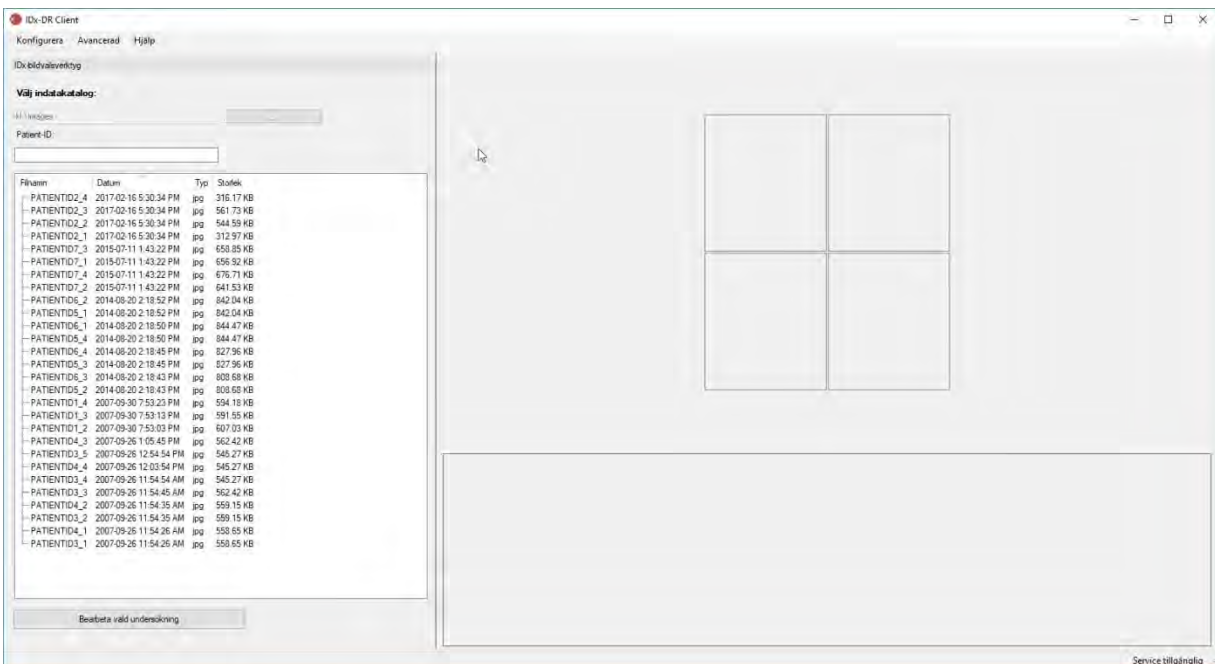 IDx-DR Client
Konfigurera Avancerad Hjälp
IDx-bildvalsverktyg
Välj indatakatalog:
Patient-ID:
Filnamn Datum Typ Storlek
PATIENTID2_4 2017-02-16 5:30:34 PM jpg 316.17 KB
PATIENTID2_3 2017-02-16 5:30:34 PM jpg 561.73 KB
PATIENTID2_2 2017-02-16 5:30:34 PM jpg 544.59 KB
PATIENTID2_1 2017-02-16 5:30:34 PM jpg 312.97 KB
PATIENTID7_3 2015-07-11 1:43:22 PM jpg 658.85 KB
PATIENTID7_1 2015-07-11 1:43:22 PM jpg 656.92 KB
PATIENTID7_4 2015-07-11 1:43:22 PM jpg 676.71 KB
PATIENTID7_2 2015-07-11 1:43:22 PM jpg 641.53 KB
PATIENTID6_2 2014-08-20 2:18:52 PM jpg 842.04 KB
PATIENTID5_1 2014-08-20 2:18:52 PM jpg 842.04 KB
PATIENTID6_1 2014-08-20 2:18:50 PM jpg 844.47 KB
PATIENTID5_4 2014-08-20 2:18:50 PM jpg 844.47 KB
PATIENTID6_4 2014-08-20 2:18:45 PM jpg 827.96 KB
PATIENTID5_3 2014-08-20 2:18:45 PM jpg 827.96 KB
PATIENTID6_3 2014-08-20 2:18:43 PM jpg 808.68 KB
PATIENTID5_2 2014-08-20 2:18:43 PM jpg 808.68 KB
PATIENTID1_4 2007-09-30 7:53:23 PM jpg 594.18 KB
PATIENTID1_3 2007-09-30 7:53:13 PM jpg 591.55 KB
PATIENTID1_2 2007-09-30 7:53:03 PM jpg 607.03 KB
PATIENTID4_3 2007-09-26 1:05:45 PM jpg 562.42 KB
PATIENTID3_5 2007-09-26 12:54:54 PM jpg 545.27 KB
PATIENTID4_4 2007-09-26 12:03:54 PM jpg 545.27 KB
PATIENTID3_4 2007-09-26 11:54:54 AM jpg 545.27 KB
PATIENTID3_3 2007-09-26 11:54:45 AM jpg 562.42 KB
PATIENTID4_2 2007-09-26 11:54:35 AM jpg 559.15 KB
PATIENTID3_2 2007-09-26 11:54:35 AM jpg 559.15 KB
PATIENTID4_1 2007-09-26 11:54:26 AM jpg 558.65 KB
PATIENTID3_1 2007-09-26 11:54:26 AM jpg 558.65 KB
Bearbeta vald undersökning
Service tillgänglig